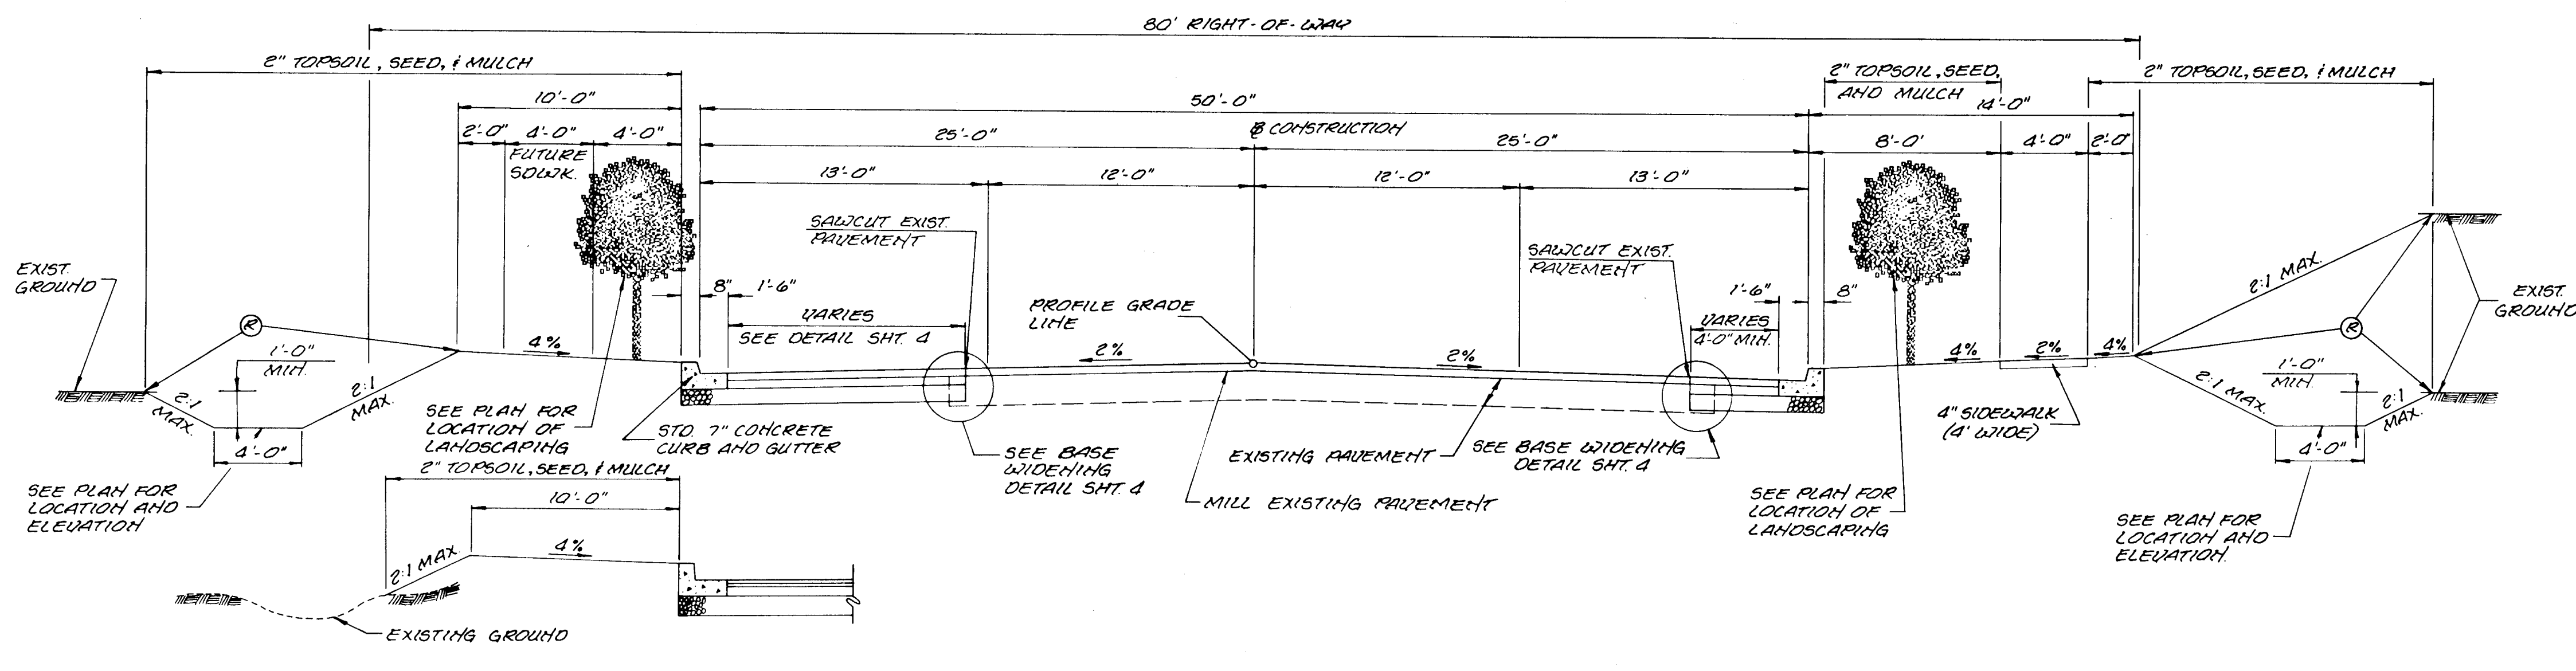 80' RIGHT-OF-WAY
2" TOPSOIL, SEED, & MULCH
2" TOPSOIL, SEED,
AND MULCH
2" TOPSOIL, SEED, & MULCH
10'-0"
50'-0"
14'-0"
2'-0"
4'-0"
4'-0"
FUTURE
SDWK.
25'-0"
℄ CONSTRUCTION
25'-0"
8'-0'
4'-0"
2'-0"
13'-0"
12'-0"
12'-0"
13'-0"
SAWCUT EXIST.
PAVEMENT
SAWCUT EXIST.
PAVEMENT
EXIST.
GROUND
R
1'-0"
MIN.
2:1
MAX.
2:1
MAX.
4'-0"
4%
8"
1'-6"
VARIES
SEE DETAIL SHT. 4
PROFILE GRADE
LINE
2%
2%
1'-6"
8"
VARIES
4'-0" MIN.
4%
2%
4%
2:1 MAX.
R
EXIST.
GROUND
1'-0"
MIN.
2:1 MAX.
2:1
MAX.
4'-0"
SEE PLAN FOR
LOCATION AND
ELEVATION
SEE PLAN FOR
LOCATION OF
LANDSCAPING
STD. 7" CONCRETE
CURB AND GUTTER
SEE BASE
WIDENING
DETAIL SHT. 4
MILL EXISTING PAVEMENT
EXISTING PAVEMENT
SEE BASE WIDENING
DETAIL SHT. 4
SEE PLAN FOR
LOCATION OF
LANDSCAPING
4" SIDEWALK
(4' WIDE)
SEE PLAN FOR
LOCATION AND
ELEVATION.
2" TOPSOIL, SEED, & MULCH
10'-0"
2:1 MAX.
4%
EXISTING GROUND